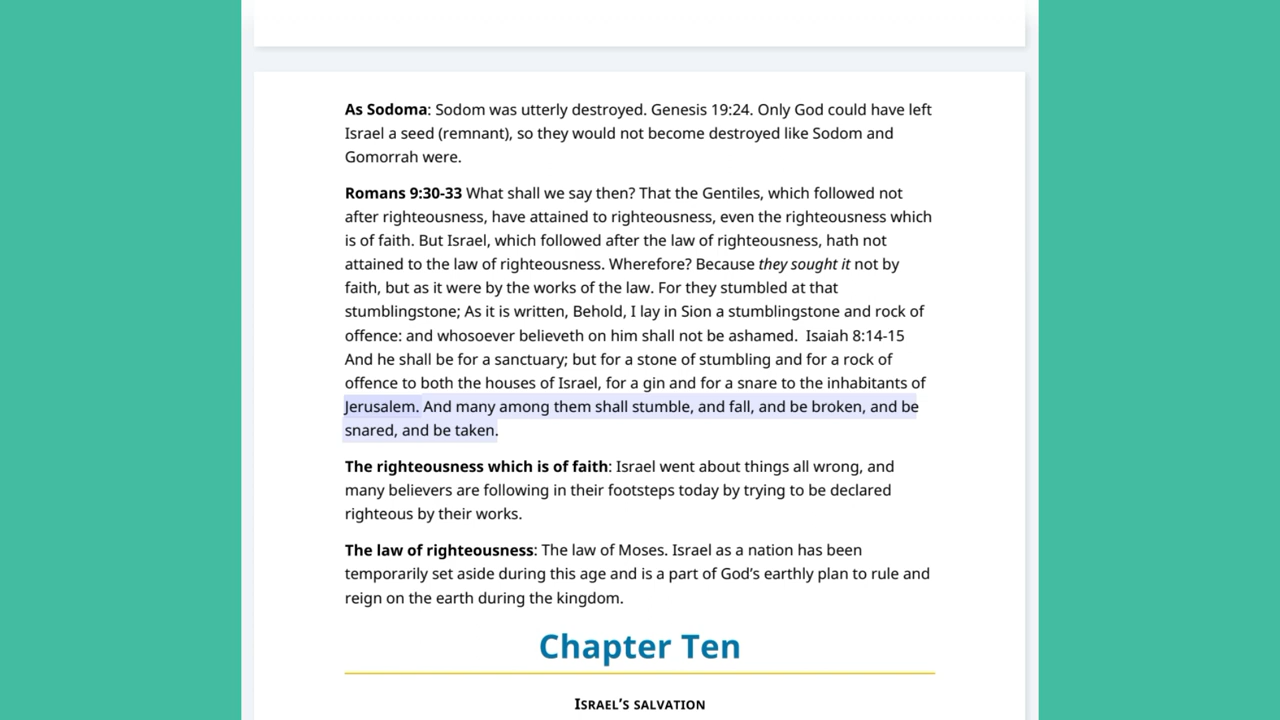 As Sodoma: Sodom was utterly destroyed. Genesis 19:24. Only God could have left
Israel a seed (remnant), so they would not become destroyed like Sodom and
Gomorrah were.
Romans 9:30-33 What shall we say then? That the Gentiles, which followed not
after righteousness, have attained to righteousness, even the righteousness which
is of faith. But Israel, which followed after the law of righteousness, hath not
attained to the law of righteousness. Wherefore? Because they sought it not by
faith, but as it were by the works of the law. For they stumbled at that
stumblingstone; As it is written, Behold, I lay in Sion a stumblingstone and rock of
offence: and whosoever believeth on him shall not be ashamed.  Isaiah 8:14-15
And he shall be for a sanctuary; but for a stone of stumbling and for a rock of
offence to both the houses of Israel, for a gin and for a snare to the inhabitants of
Jerusalem. And many among them shall stumble, and fall, and be broken, and be
snared, and be taken.
The righteousness which is of faith: Israel went about things all wrong, and
many believers are following in their footsteps today by trying to be declared
righteous by their works.
The law of righteousness: The law of Moses. Israel as a nation has been
temporarily set aside during this age and is a part of God’s earthly plan to rule and
reign on the earth during the kingdom.
Chapter Ten
Israel’s salvation